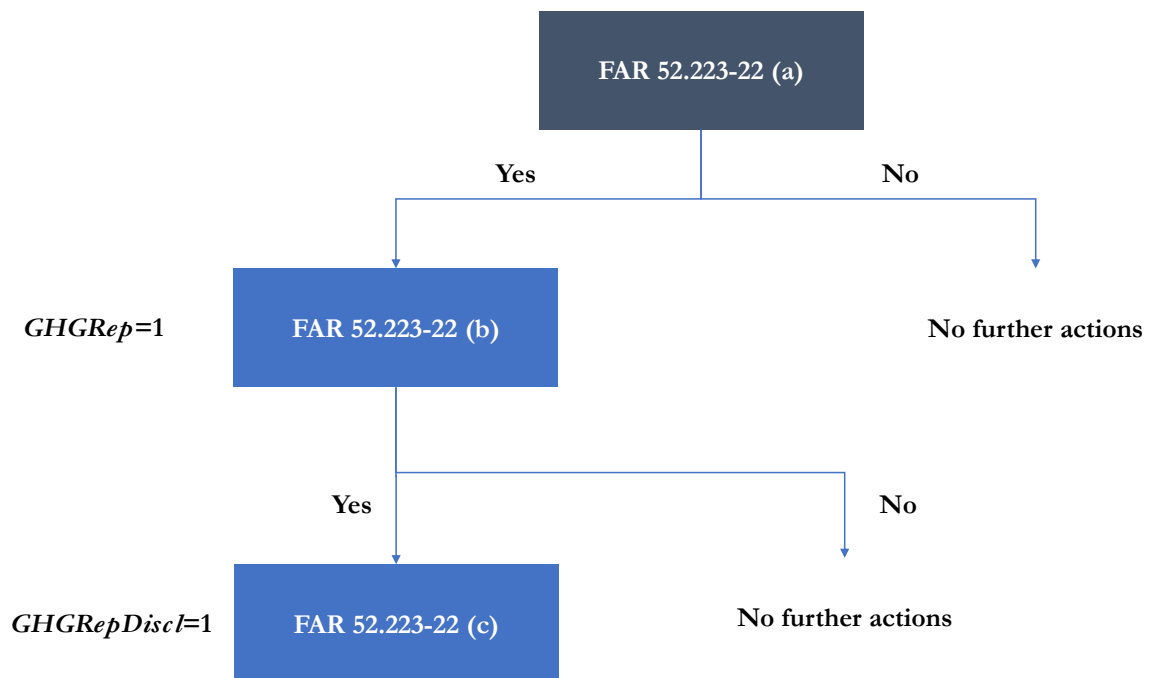 FAR 52.223-22 (a)
Yes
No
GHGRep=1
FAR 52.223-22 (b)
No further actions
Yes
No
GHGRepDiscl=1
FAR 52.223-22 (c)
No further actions